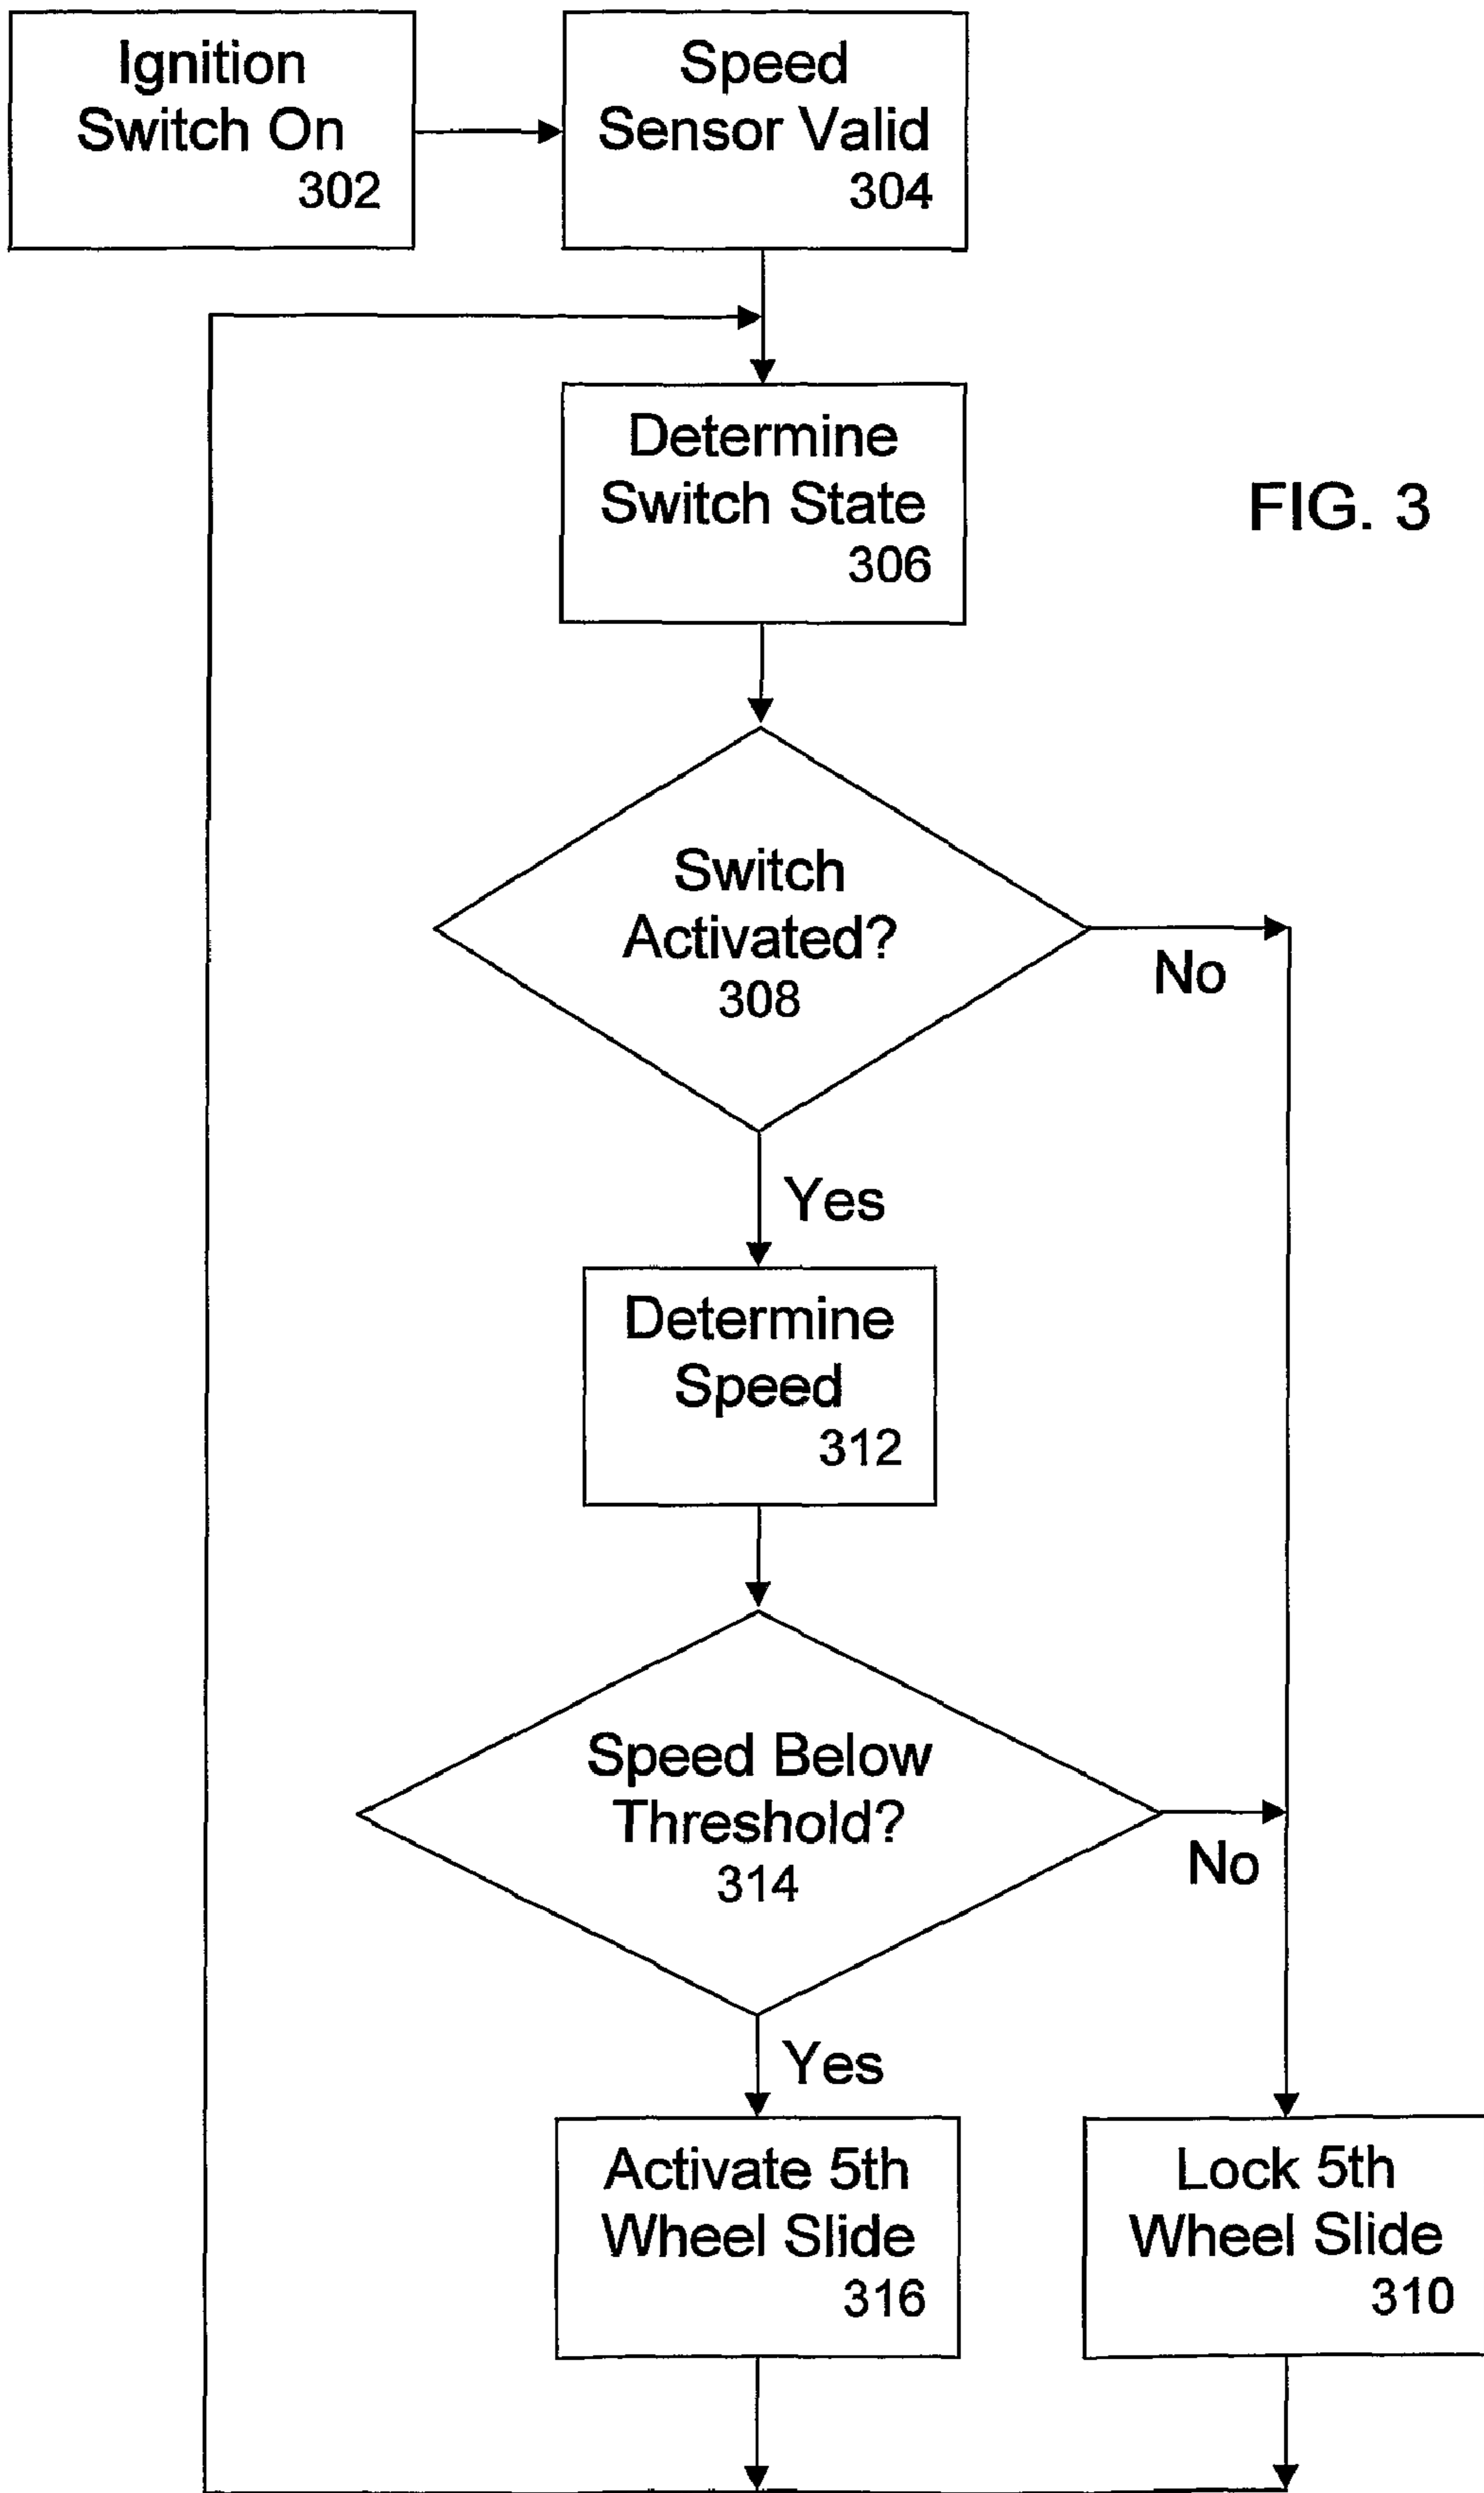 Ignition
Switch On
302
Speed
Sensor Valid
304
Determine
Switch State
306
FIG. 3
Switch
Activated?
308
No
Yes
Determine
Speed
312
Speed Below
Threshold?
314
No
Yes
Activate 5th
Wheel Slide
316
Lock 5th
Wheel Slide
310